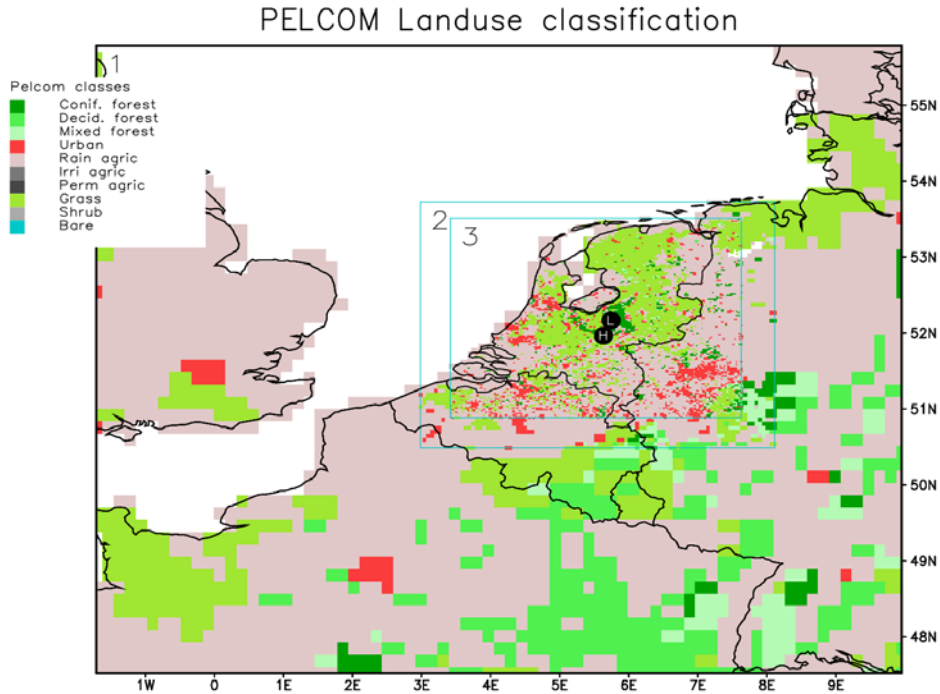 PELCOM Landuse classification
1
Pelcom classes
Conif. forest
Decid. forest
Mixed forest
Urban
Rain agric
Irri agric
Perm agric
Grass
Shrub
Bare
2
3
L
H
55N
54N
53N
52N
51N
50N
49N
48N
1W 0 1E 2E 3E 4E 5E 6E 7E 8E 9E